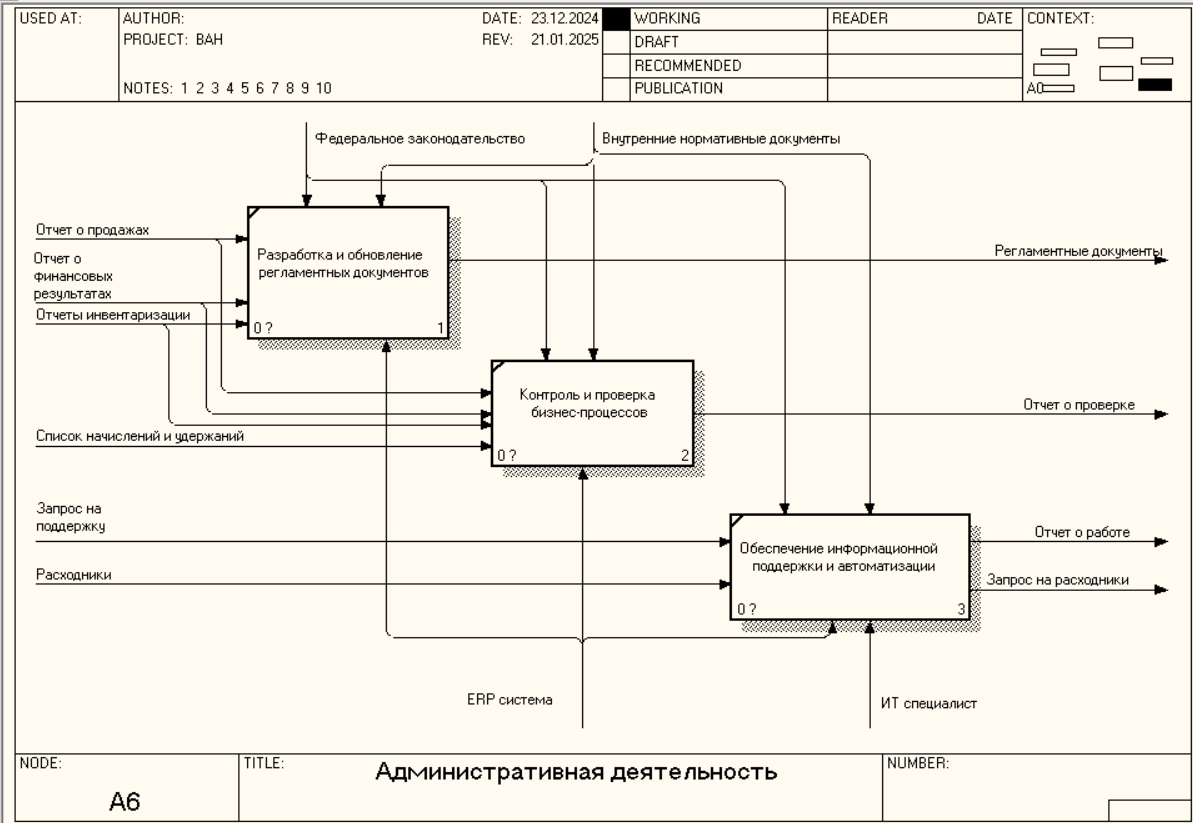 USED AT:
AUTHOR:
DATE: 23.12.2024
WORKING
READER
DATE
CONTEXT:
PROJECT: ВАН
REV: 21.01.2025
DRAFT
RECOMMENDED
NOTES: 1 2 3 4 5 6 7 8 9 10
PUBLICATION
A0
Федеральное законодательство
Внутренние нормативные документы
Отчет о продажах
Отчет о
финансовых
результатах
Отчеты инвентаризации
Разработка и обновление
регламентных документов
0 ?
1
Регламентные документы
Контроль и проверка
бизнес-процессов
0 ?
2
Отчет о проверке
Список начислений и удержаний
Запрос на
поддержку
Расходники
Обеспечение информационной
поддержки и автоматизации
0 ?
3
Отчет о работе
Запрос на расходники
ERP система
ИТ специалист
NODE:
TITLE:
NUMBER:
A6
Административная деятельность